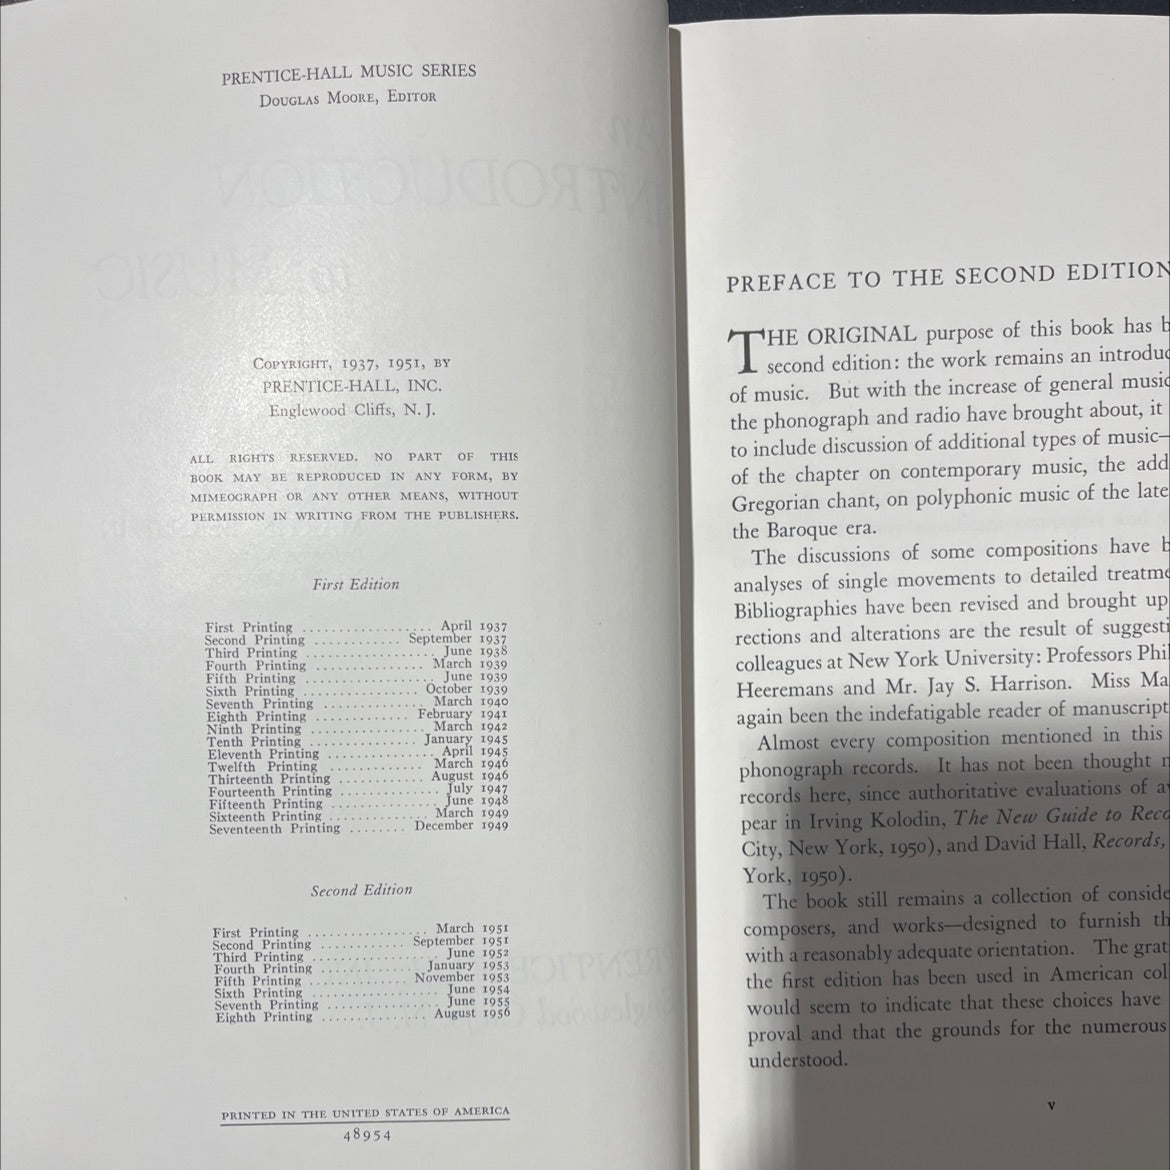 PRENTICE-HALL MUSIC SERIES
Douglas Moore, Editor
Copyright, 1937, 1951, by
PRENTICE-HALL, INC.
Englewood Cliffs, N. J.
ALL RIGHTS RESERVED. NO PART OF THIS
BOOK MAY BE REPRODUCED IN ANY FORM, BY
MIMEOGRAPH OR ANY OTHER MEANS, WITHOUT
PERMISSION IN WRITING FROM THE PUBLISHERS.
First Edition
First Printing .................. April 1937
Second Printing ............ September 1937
Third Printing .................. June 1938
Fourth Printing ............... March 1939
Fifth Printing .................. June 1939
Sixth Printing ................ October 1939
Seventh Printing .............. March 1940
Eighth Printing ............. February 1941
Ninth Printing ................ March 1942
Tenth Printing ............... January 1945
Eleventh Printing ............... April 1945
Twelfth Printing .............. March 1946
Thirteenth Printing ........... August 1946
Fourteenth Printing ............. July 1947
Fifteenth Printing .............. June 1948
Sixteenth Printing ............. March 1949
Seventeenth Printing ........ December 1949
Second Edition
First Printing ................. March 1951
Second Printing ............ September 1951
Third Printing .................. June 1952
Fourth Printing .............. January 1953
Fifth Printing .............. November 1953
Sixth Printing .................. June 1954
Seventh Printing ................ June 1955
Eighth Printing ............... August 1956
PRINTED IN THE UNITED STATES OF AMERICA
48954
PREFACE TO THE SECOND EDITION
THE ORIGINAL purpose of this book has b
second edition: the work remains an introduc
of music. But with the increase of general music
the phonograph and radio have brought about, it
to include discussion of additional types of music—
of the chapter on contemporary music, the add
Gregorian chant, on polyphonic music of the late
the Baroque era.
The discussions of some compositions have b
analyses of single movements to detailed treatme
Bibliographies have been revised and brought up
rections and alterations are the result of suggesti
colleagues at New York University: Professors Phil
Heeremans and Mr. Jay S. Harrison. Miss Ma
again been the indefatigable reader of manuscript
Almost every composition mentioned in this
phonograph records. It has not been thought n
records here, since authoritative evaluations of av
pear in Irving Kolodin, The New Guide to Reco
City, New York, 1950), and David Hall, Records,
York, 1950).
The book still remains a collection of conside
composers, and works—designed to furnish th
with a reasonably adequate orientation. The grat
the first edition has been used in American col
would seem to indicate that these choices have
proval and that the grounds for the numerous
understood.
v